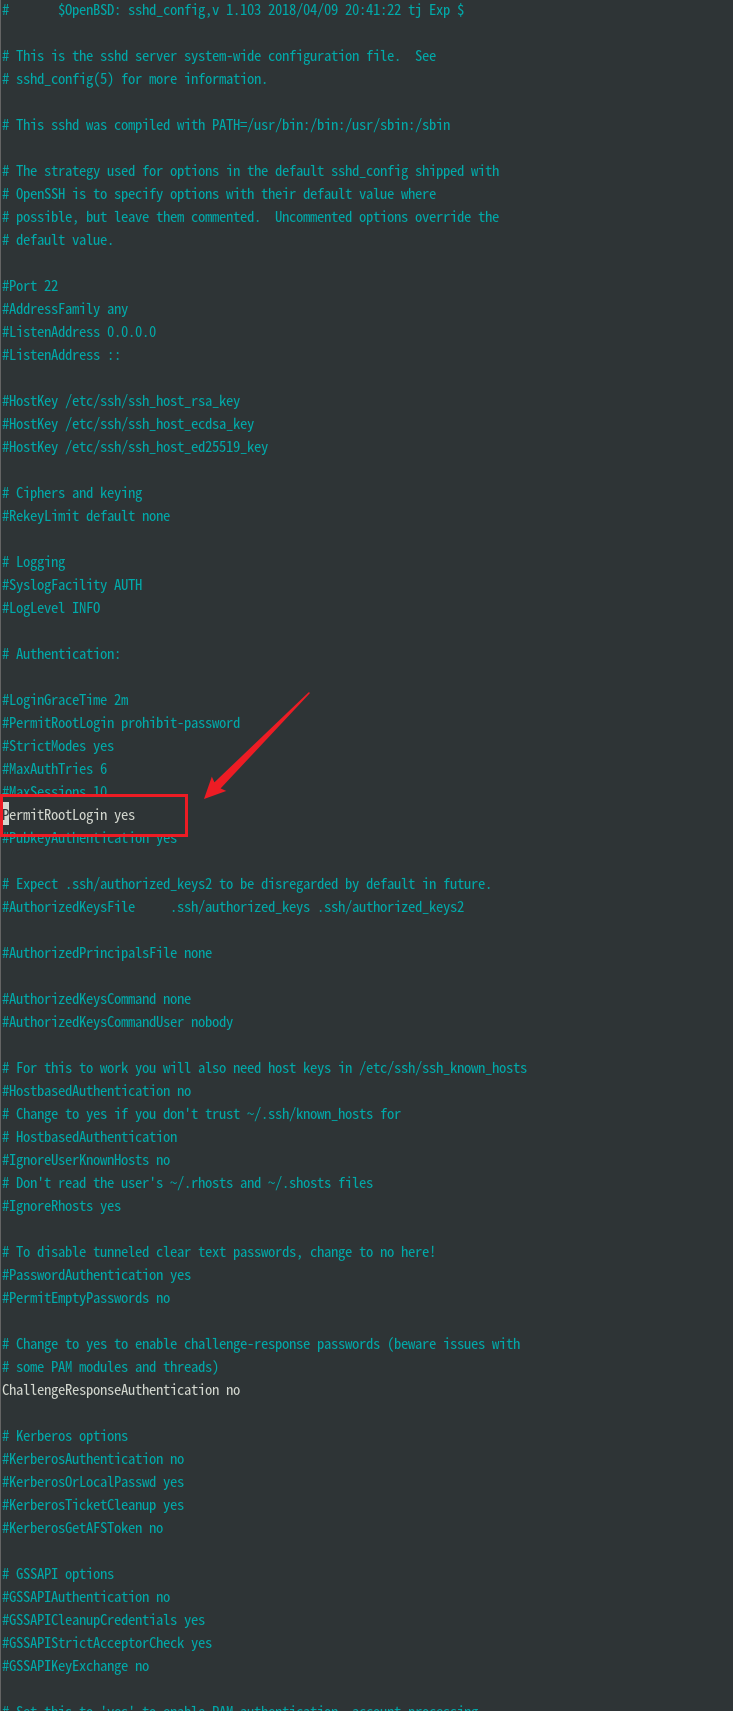 #       $OpenBSD: sshd_config,v 1.103 2018/04/09 20:41:22 tj Exp $
# This is the sshd server system-wide configuration file.  See
# sshd_config(5) for more information.
# This sshd was compiled with PATH=/usr/bin:/bin:/usr/sbin:/sbin
# The strategy used for options in the default sshd_config shipped with
# OpenSSH is to specify options with their default value where
# possible, but leave them commented.  Uncommented options override the
# default value.
#Port 22
#AddressFamily any
#ListenAddress 0.0.0.0
#ListenAddress ::
#HostKey /etc/ssh/ssh_host_rsa_key
#HostKey /etc/ssh/ssh_host_ecdsa_key
#HostKey /etc/ssh/ssh_host_ed25519_key
# Ciphers and keying
#RekeyLimit default none
# Logging
#SyslogFacility AUTH
#LogLevel INFO
# Authentication:
#LoginGraceTime 2m
#PermitRootLogin prohibit-password
#StrictModes yes
#MaxAuthTries 6
#MaxSessions 10
PermitRootLogin yes
#PubkeyAuthentication yes
# Expect .ssh/authorized_keys2 to be disregarded by default in future.
#AuthorizedKeysFile     .ssh/authorized_keys .ssh/authorized_keys2
#AuthorizedPrincipalsFile none
#AuthorizedKeysCommand none
#AuthorizedKeysCommandUser nobody
# For this to work you will also need host keys in /etc/ssh/ssh_known_hosts
#HostbasedAuthentication no
# Change to yes if you don't trust ~/.ssh/known_hosts for
# HostbasedAuthentication
#IgnoreUserKnownHosts no
# Don't read the user's ~/.rhosts and ~/.shosts files
#IgnoreRhosts yes
# To disable tunneled clear text passwords, change to no here!
#PasswordAuthentication yes
#PermitEmptyPasswords no
# Change to yes to enable challenge-response passwords (beware issues with
# some PAM modules and threads)
ChallengeResponseAuthentication no
# Kerberos options
#KerberosAuthentication no
#KerberosOrLocalPasswd yes
#KerberosTicketCleanup yes
#KerberosGetAFSToken no
# GSSAPI options
#GSSAPIAuthentication no
#GSSAPICleanupCredentials yes
#GSSAPIStrictAcceptorCheck yes
#GSSAPIKeyExchange no
# Set this to 'yes' to enable PAM authentication, account processing,